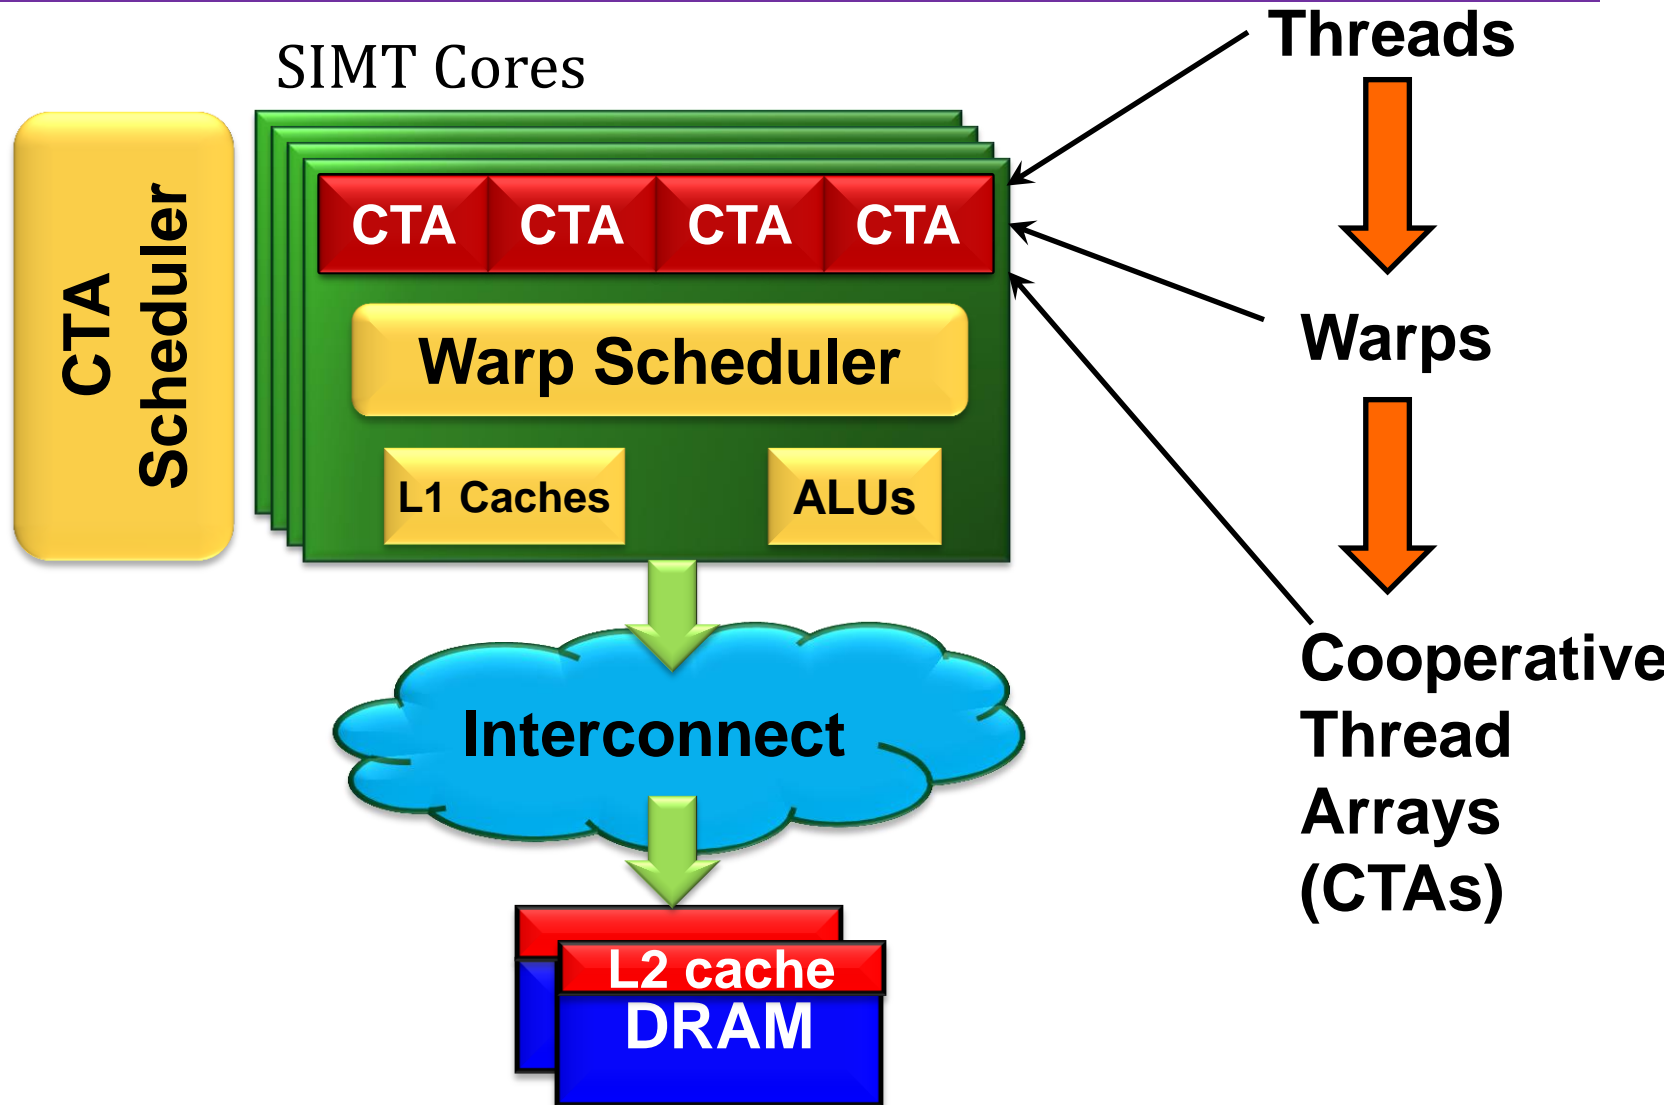 SIMT Cores
CTA
Scheduler
CTA CTA CTA CTA
Warp Scheduler
L1 Caches
ALUs
Interconnect
L2 cache
DRAM
Threads
Warps
Cooperative
Thread
Arrays
(CTAs)